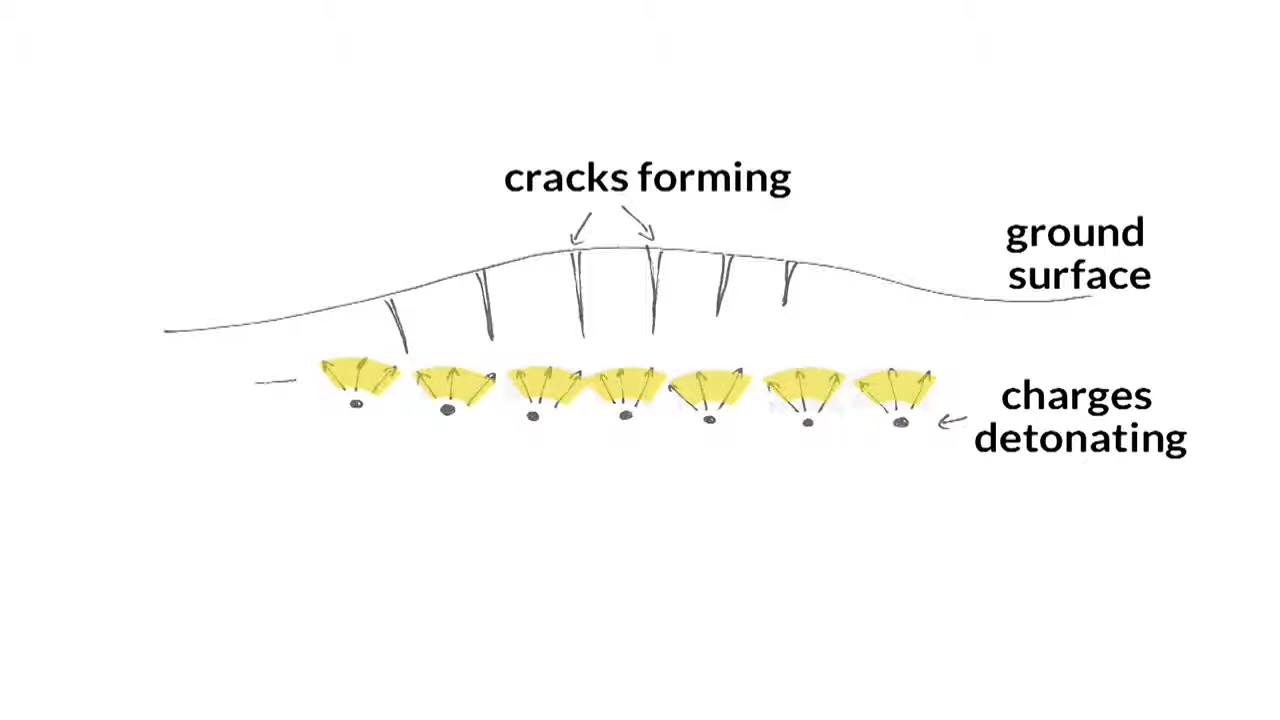 cracks forming
ground
surface
charges
detonating